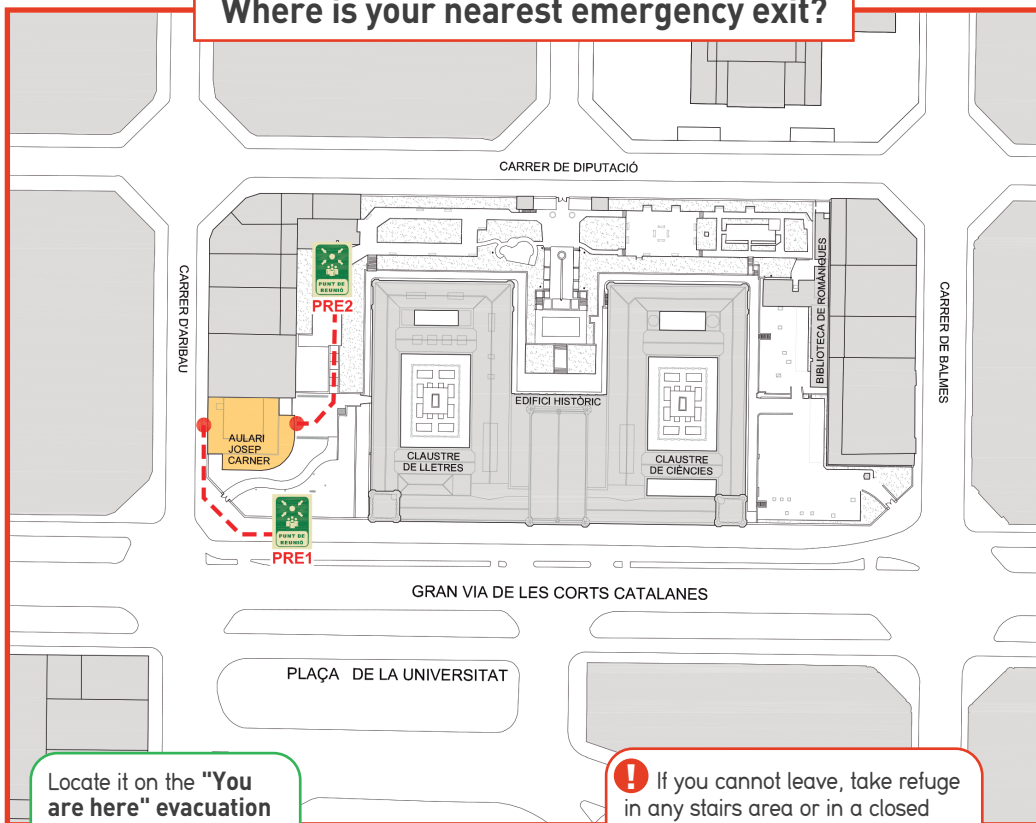 Where is your nearest emergency exit?
CARRER DE DIPUTACIÓ
CARRER D'ARIBAU
PUNT DE
REUNIÓ
PRE2
BIBLIOTECA DE ROMÀNIQUES
CARRER DE BALMES
EDIFICI HISTÒRIC
AULARI
JOSEP
CARNER
CLAUSTRE
DE LLETRES
CLAUSTRE
DE CIÈNCIES
PUNT DE
REUNIÓ
PRE1
GRAN VIA DE LES CORTS CATALANES
PLAÇA DE LA UNIVERSITAT
Locate it on the "You
are here" evacuation
! If you cannot leave, take refuge
in any stairs area or in a closed